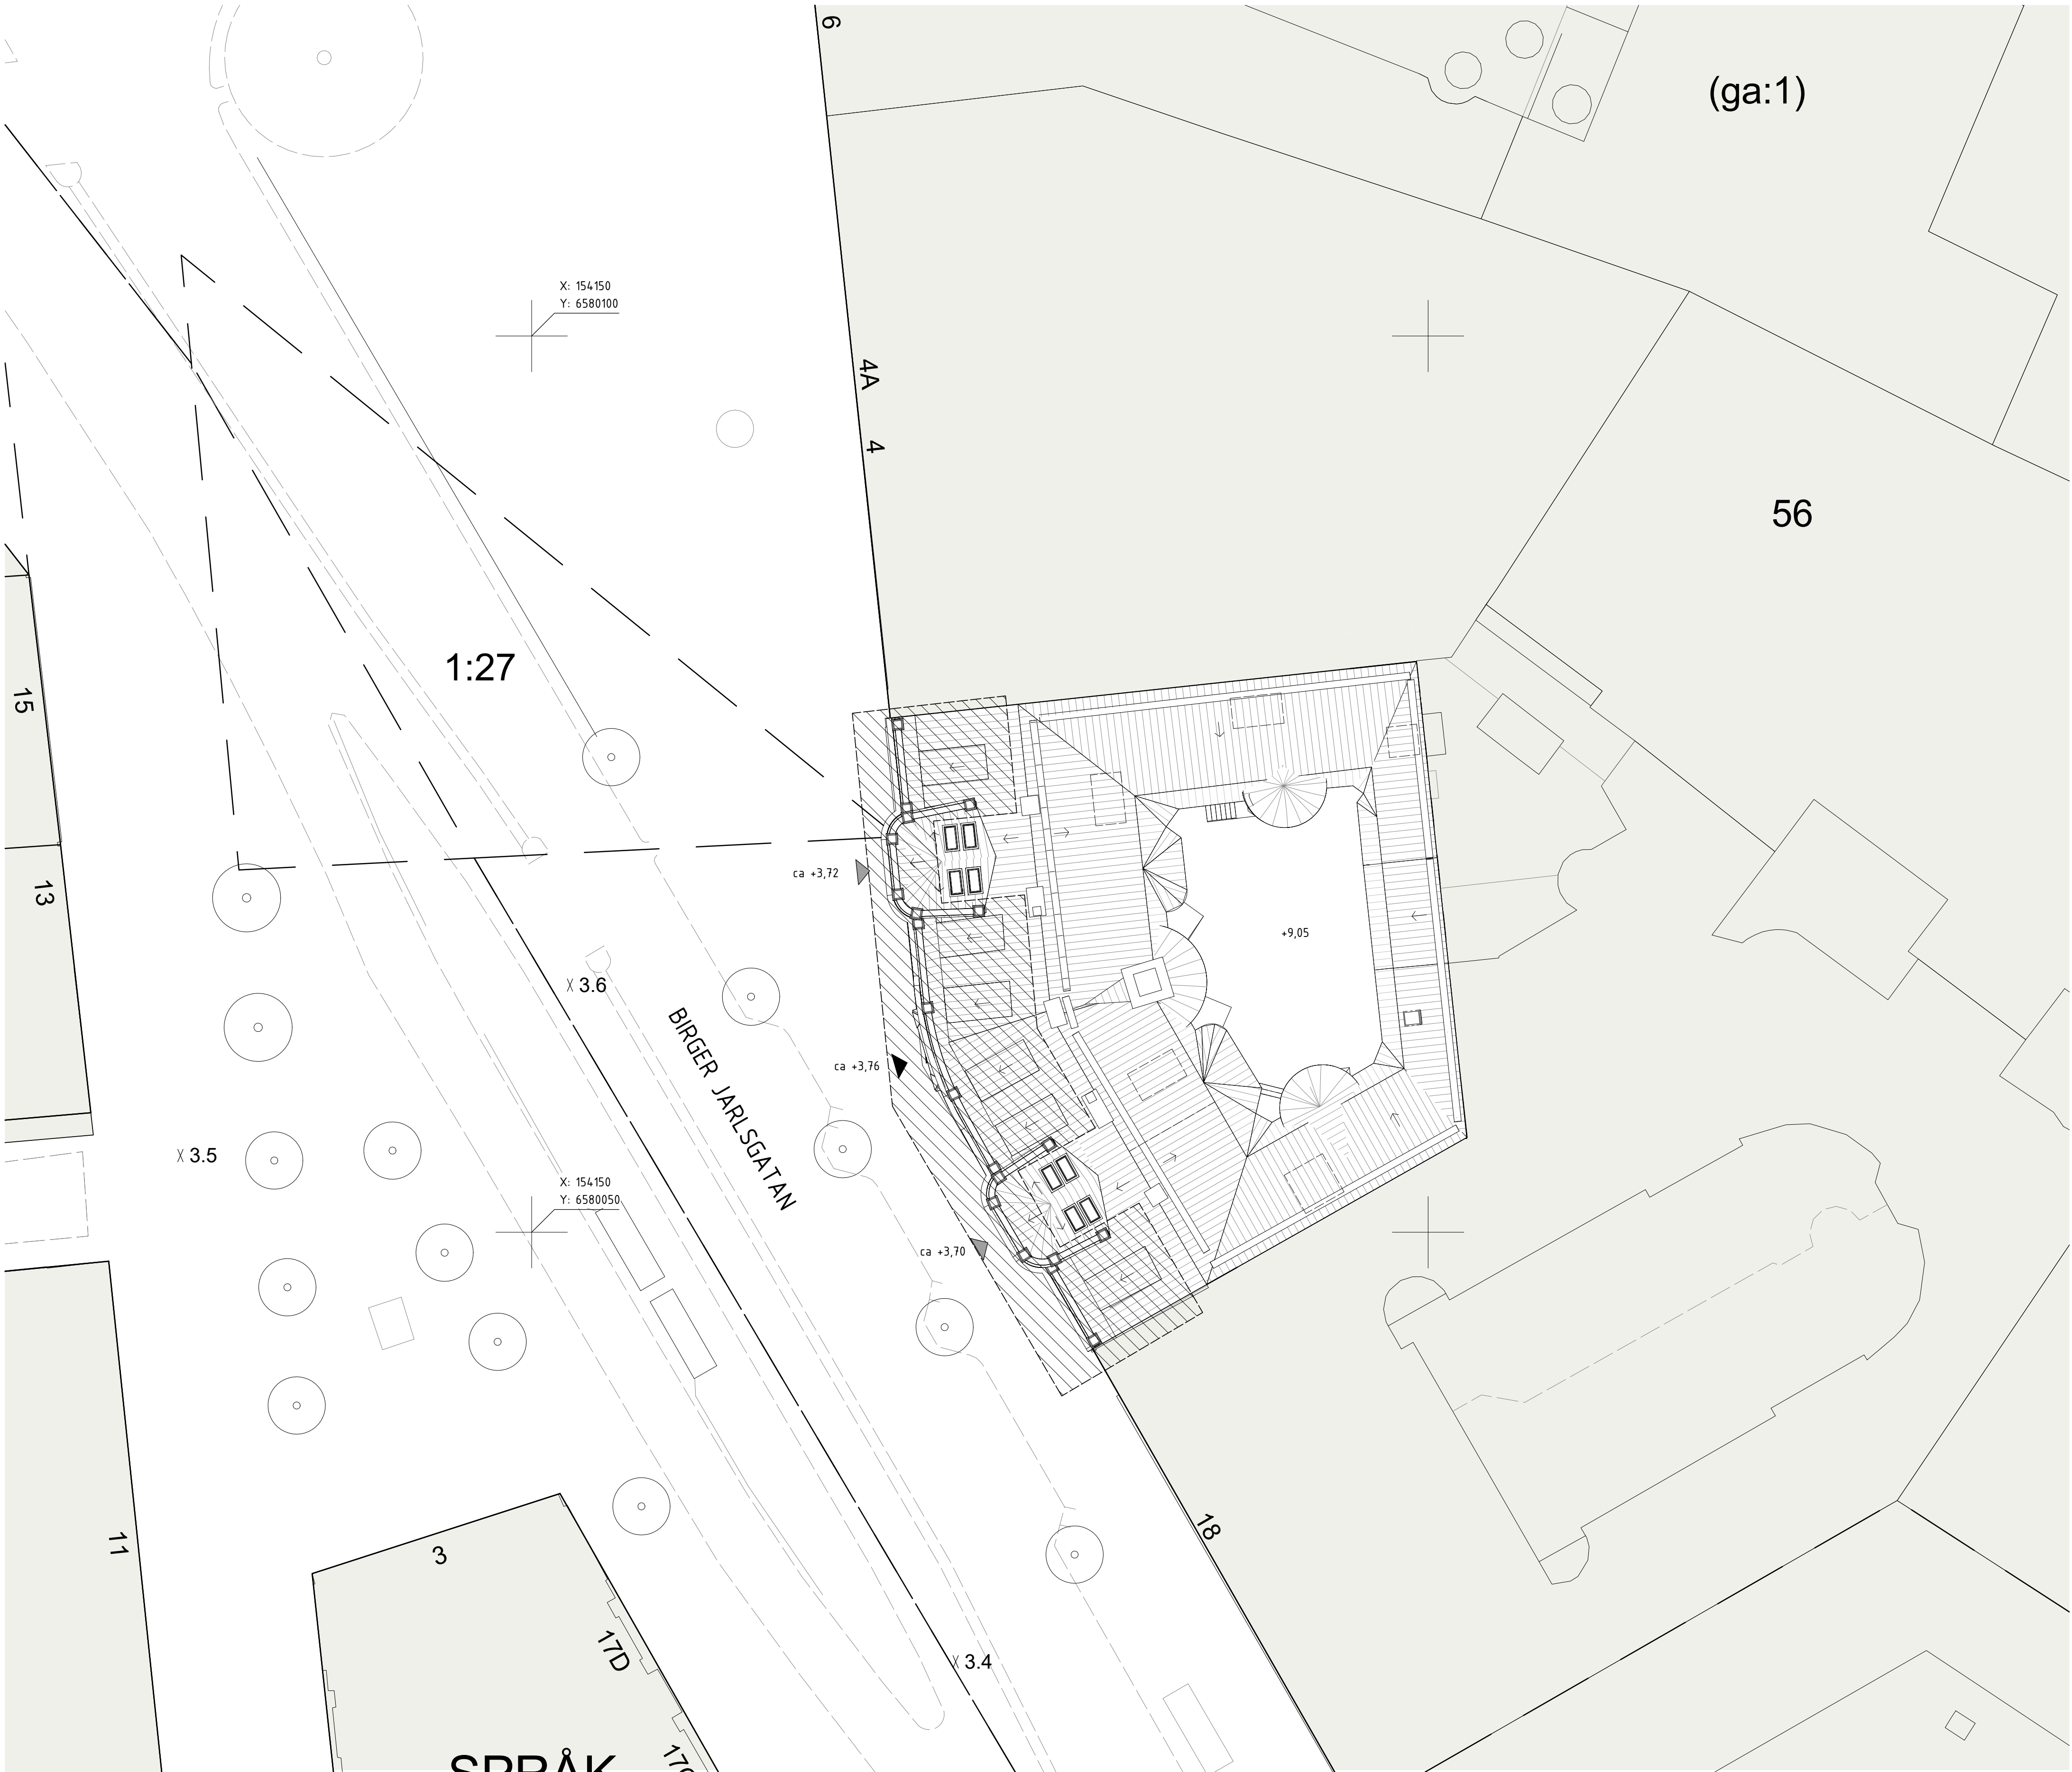 6
(ga:1)
X: 154150
Y: 6580100
4A
4
56
1:27
15
ca +3,72
13
+9,05
X 3.6
BIRGER JARLSGATAN
ca +3,76
X 3.5
X: 154150
Y: 6580050
ca +3,70
18
11
3
17D
X 3.4
SPRÅK